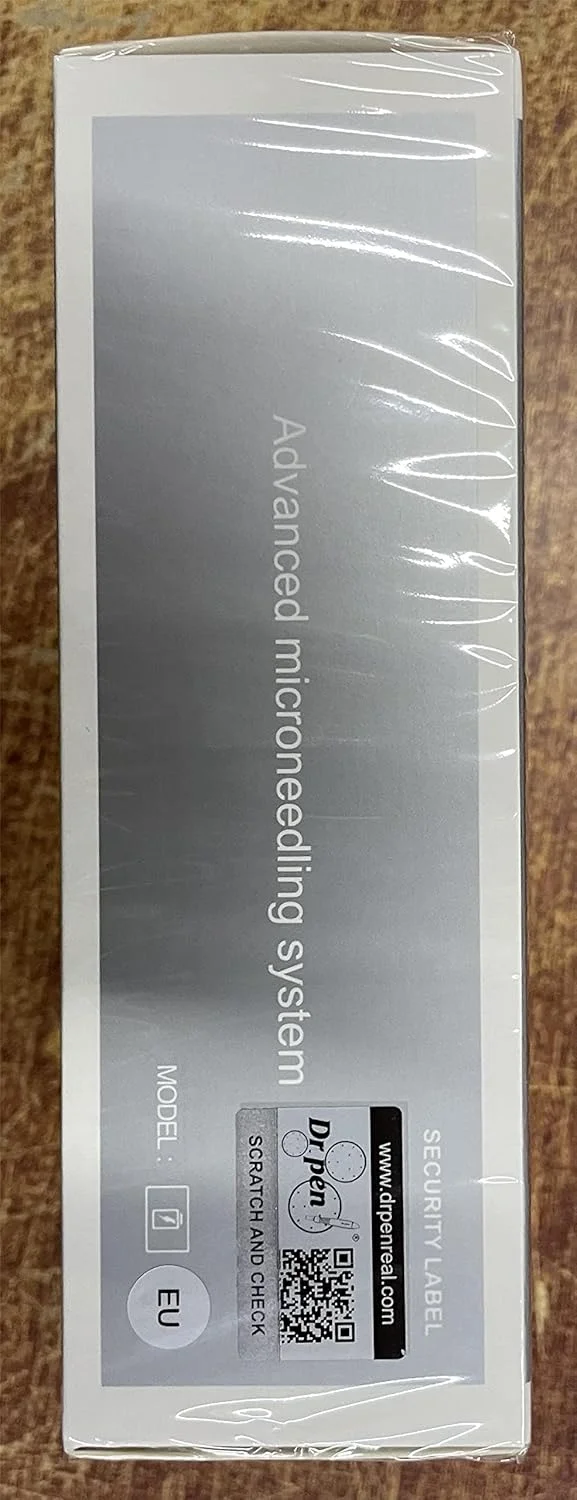 Advanced microneedling system
SECURITY LABEL
www.drpenreal.com
Dr.pen®
SCRATCH AND CHECK
MODEL :
EU